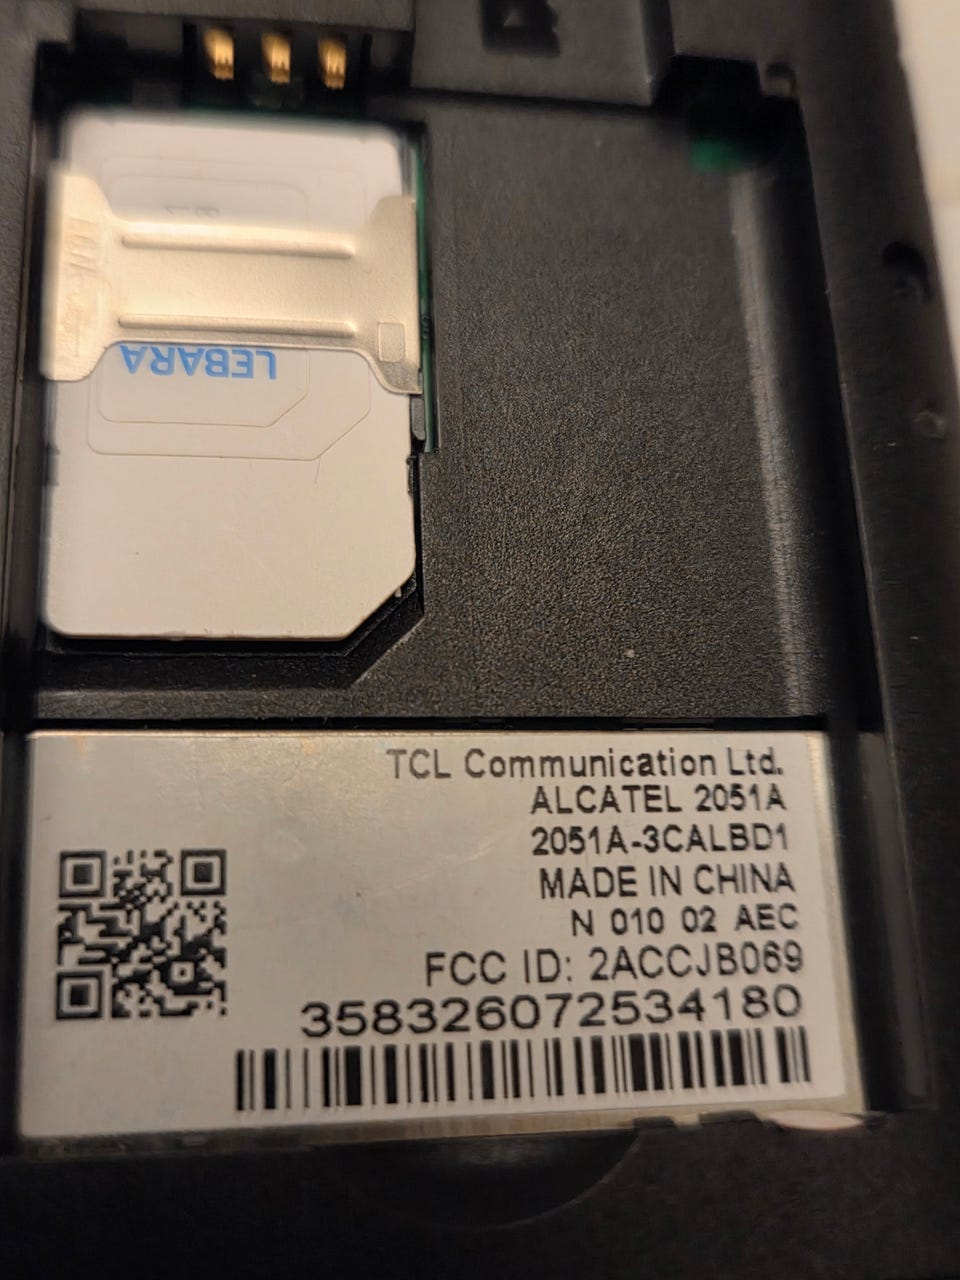 LEBARA
TCL Communication Ltd.
ALCATEL 2051A
2051A-3CALBD1
MADE IN CHINA
N 010 02 AEC
FCC ID: 2ACCJB069
358326072534180